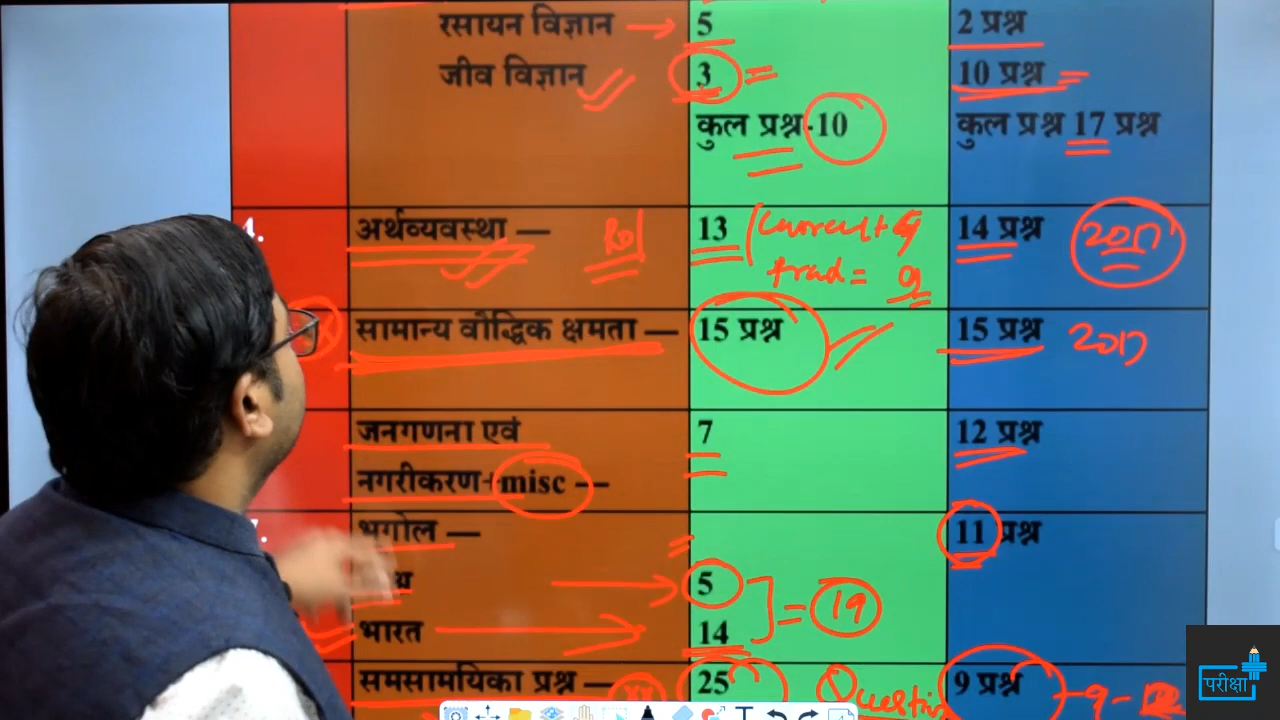 रसायन विज्ञान 5 2 प्रश्न
जीव विज्ञान 3 10 प्रश्न
कुल प्रश्न-10 कुल प्रश्न 17 प्रश्न
4. अर्थव्यवस्था — 13 14 प्रश्न 2017
trad = 9
सामान्य वौद्धिक क्षमता — 15 प्रश्न 15 प्रश्न 2017
जनगणना एवं 7 12 प्रश्न
नगरीकरण+misc —
भूगोल — 11 प्रश्न
5
= 19
भारत 14
समसामयिका प्रश्न — 25 9 प्रश्न
परीक्षा